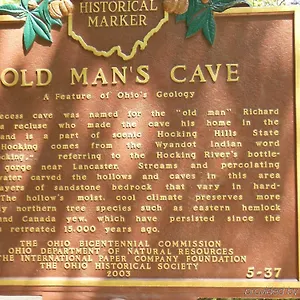 HISTORICAL
MARKER
OLD MAN'S CAVE
A Feature of Ohio's Geology
ecess cave was named for the "old man" Richard
s recluse who made the cave his home in the
and is a part of scenic Hocking Hills State
Hocking comes from the Wyandot Indian word
cking," referring to the Hocking River's bottle-
gorge near Lancaster. Streams and percolating
water carved the hollows and caves in this area
ayers of sandstone bedrock that vary in hard-
The hollow's moist, cool climate preserves more
ly northern tree species such as eastern hemlock
and Canada yew, which have persisted since the
s retreated 15,000 years ago.
THE OHIO BICENTENNIAL COMMISSION
OHIO DEPARTMENT OF NATURAL RESOURCES
THE INTERNATIONAL PAPER COMPANY FOUNDATION
THE OHIO HISTORICAL SOCIETY
2003
5-37